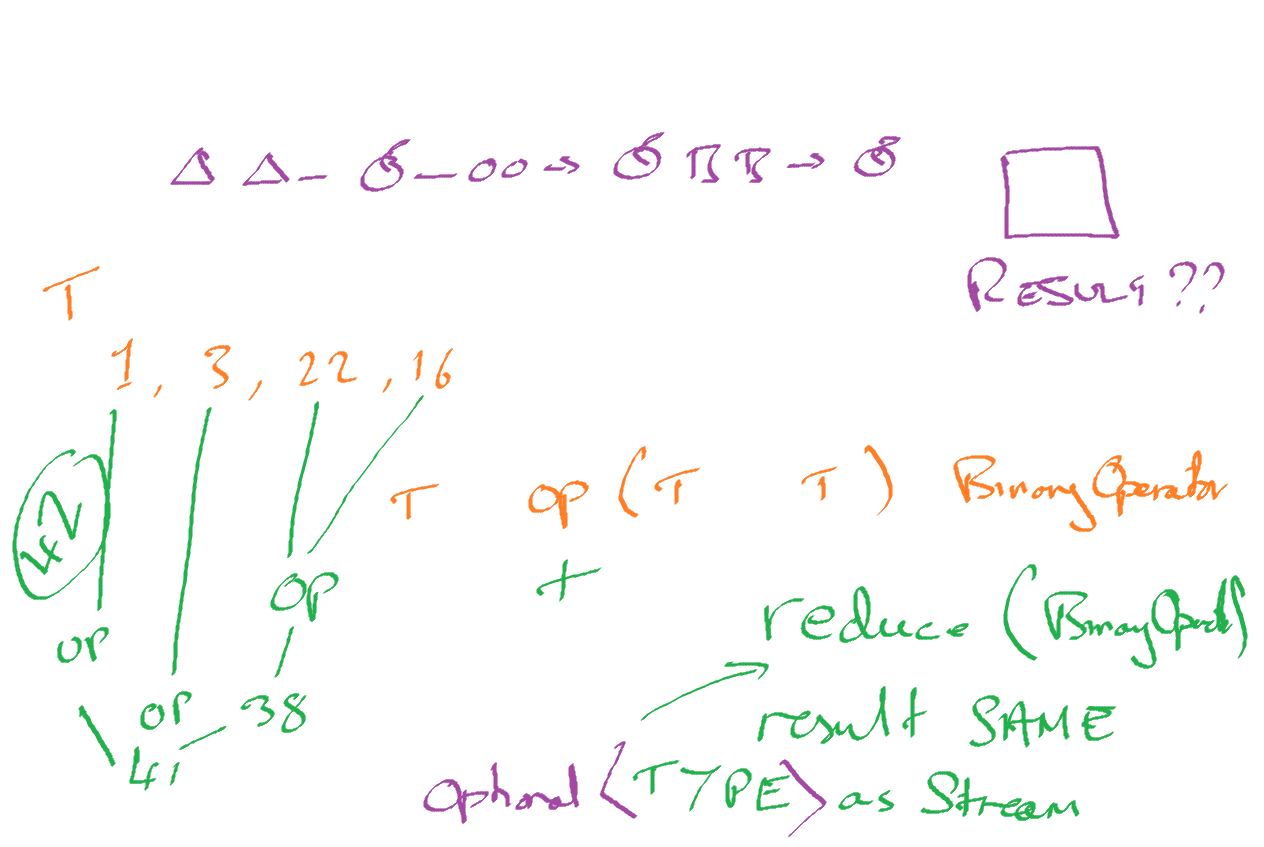 RESULT??
T
1, 3, 22, 16
T op (T T) BinaryOperator
42
+
OP
reduce (BinaryOperator)
OP
OP 38
result SAME
41
Optional <TYPE> as Stream